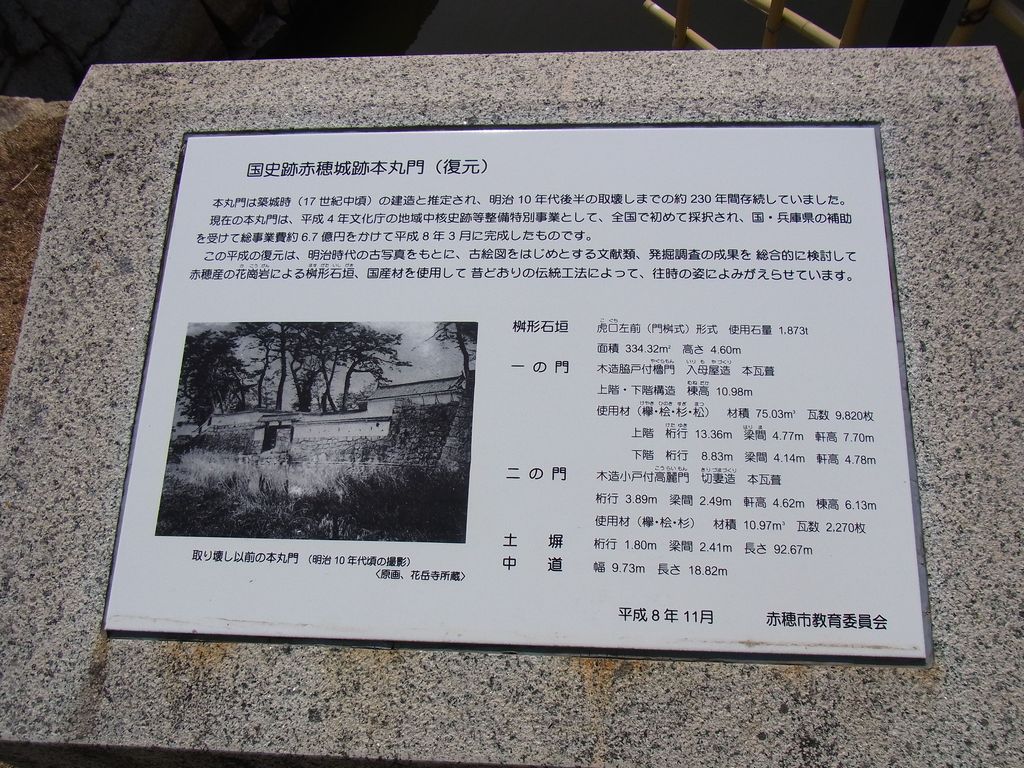 国史跡赤穂城跡本丸門（復元）
本丸門は築城時（17世紀中頃）の建造と推定され、明治10年代後半の取壊しまでの約230年間存続していました。
現在の本丸門は、平成4年文化庁の地域中核史跡等整備特別事業として、全国で初めて採択され、国・兵庫県の補助
を受けて総事業費約6.7億円をかけて平成8年3月に完成したものです。
この平成の復元は、明治時代の古写真をもとに、古絵図をはじめとする文献類、発掘調査の成果を総合的に検討して
赤穂産の花崗岩による桝形石垣、国産材を使用して昔どおりの伝統工法によって、往時の姿によみがえらせています。
桝形石垣 虎口左前（門桝式）形式 使用石量 1.873t
面積 334.32m² 高さ 4.60m
一の門 木造脇戸付櫓門 入母屋造 本瓦葺
上階・下階構造 棟高 10.98m
使用材（欅・桧・杉・松） 材積 75.03m³ 瓦数 9.820枚
上階 桁行 13.36m 梁間 4.77m 軒高 7.70m
下階 桁行 8.83m 梁間 4.14m 軒高 4.78m
二の門 木造小戸付高麗門 切妻造 本瓦葺
桁行 3.89m 梁間 2.49m 軒高 4.62m 棟高 6.13m
使用材（欅・桧・杉） 材積 10.97m³ 瓦数 2,270枚
土塀 桁行 1.80m 梁間 2.41m 長さ 92.67m
中道 幅 9.73m 長さ 18.82m
取り壊し以前の本丸門（明治10年代頃の撮影）
〈原画、花岳寺所蔵〉
平成8年11月 赤穂市教育委員会